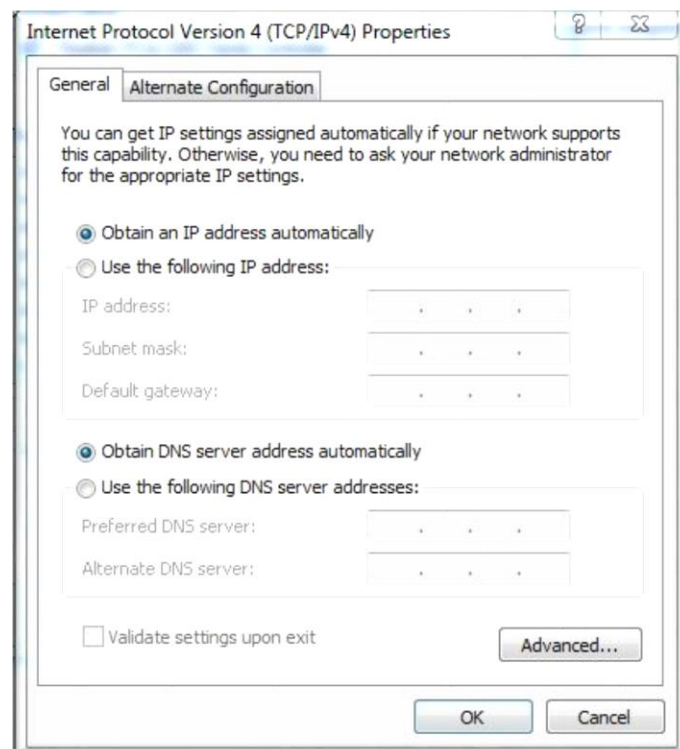 Internet Protocol Version 4 (TCP/IPv4) Properties
General
Alternate Configuration
You can get IP settings assigned automatically if your network supports
this capability. Otherwise, you need to ask your network administrator
for the appropriate IP settings.
Obtain an IP address automatically
Use the following IP address:
IP address:
Subnet mask:
Default gateway:
Obtain DNS server address automatically
Use the following DNS server addresses:
Preferred DNS server:
Alternate DNS server:
Validate settings upon exit
Advanced...
OK
Cancel